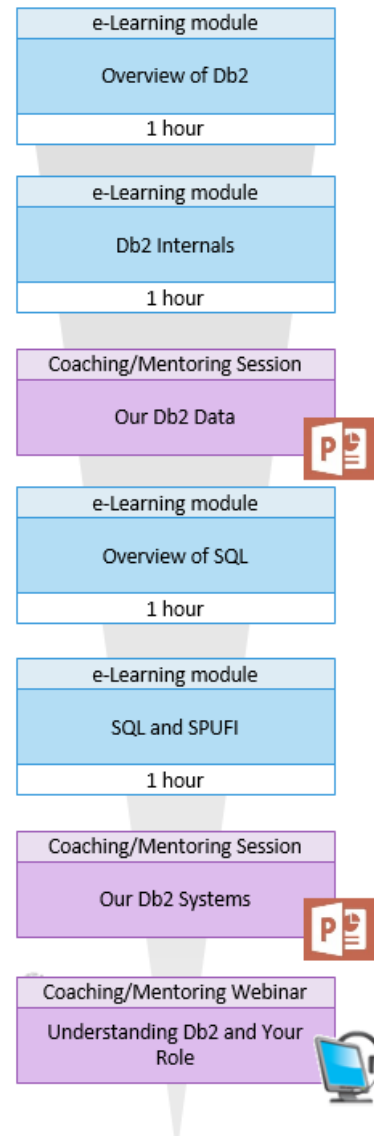 e-Learning module
Overview of Db2
1 hour
e-Learning module
Db2 Internals
1 hour
Coaching/Mentoring Session
Our Db2 Data
P
e-Learning module
Overview of SQL
1 hour
e-Learning module
SQL and SPUFI
1 hour
Coaching/Mentoring Session
Our Db2 Systems
P
Coaching/Mentoring Webinar
Understanding Db2 and Your
Role